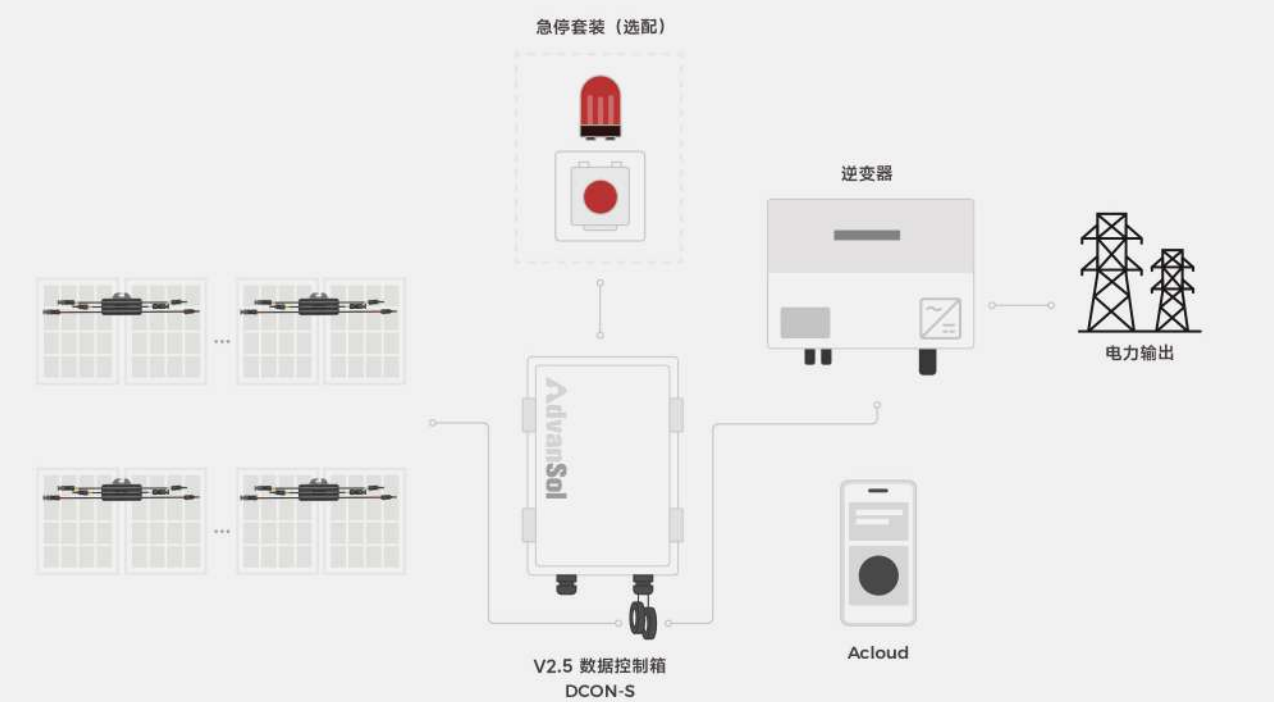 急停套装（选配）
逆变器
电力输出
AdvanSol
Acloud
V2.5 数据控制箱
DCON-S